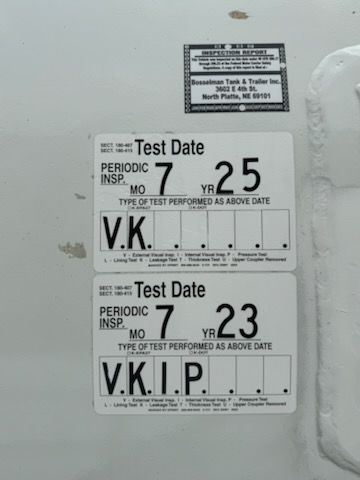 INSPECTION REPORT
Bosselman Tank & Trailer Inc.
3602 E 4th St.
North Platte, NE 69101
SECT. 180-407
SECT. 180-415
Test Date
PERIODIC
INSP. MO 7 YR 25
TYPE OF TEST PERFORMED AS ABOVE DATE
□K-EPA27 □K-DOT
V.K. . . . .
V - External Visual Insp. I - Internal Visual Insp. P - Pressure Test
L - Lining Test K - Leakage Test T - Thickness Test U - Upper Coupler Removed
SECT. 180-407
SECT. 180-415
Test Date
PERIODIC
INSP. MO 7 YR 23
TYPE OF TEST PERFORMED AS ABOVE DATE
□K-EPA27 □K-DOT
V.K.I.P. . . .
V - External Visual Insp. I - Internal Visual Insp. P - Pressure Test
L - Lining Test K - Leakage Test T - Thickness Test U - Upper Coupler Removed